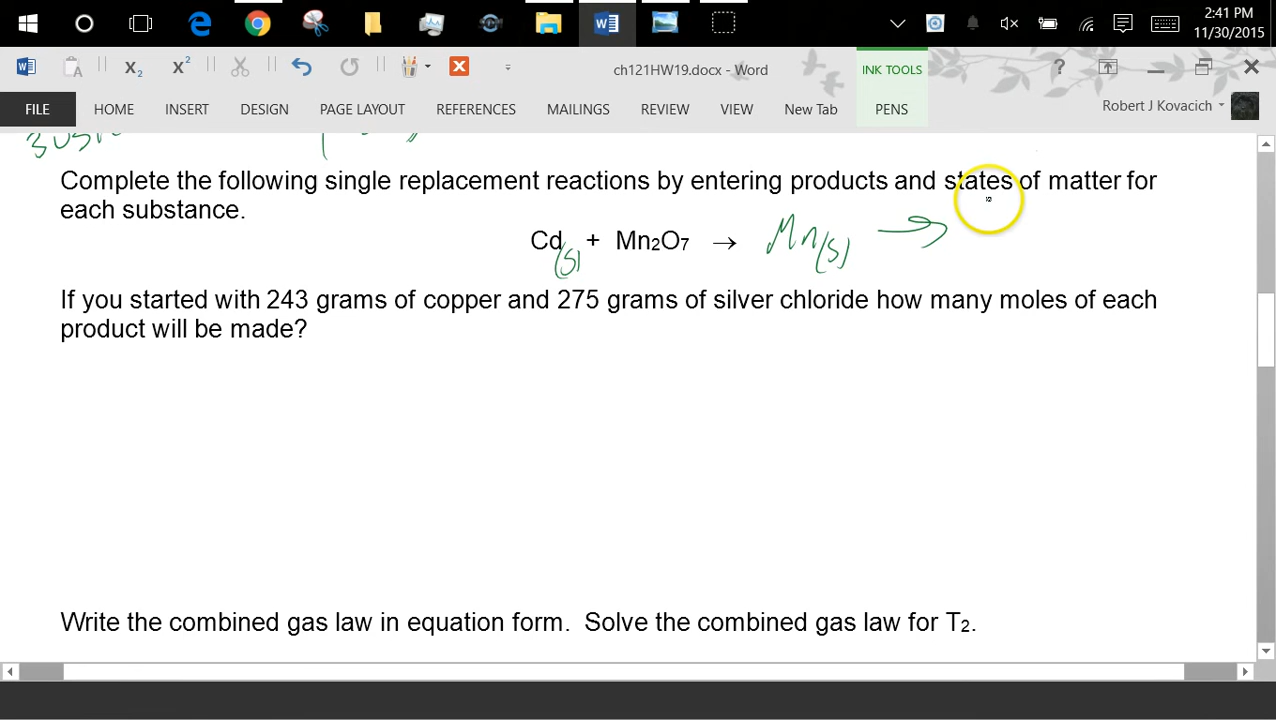 2:41 PM
11/30/2015
X₂ X²
ch121HW19.docx - Word
INK TOOLS
?
FILE HOME INSERT DESIGN PAGE LAYOUT REFERENCES MAILINGS REVIEW VIEW New Tab PENS
Robert J Kovacich
Complete the following single replacement reactions by entering products and states of matter for
each substance.
Cd(s) + Mn₂O₇ → Mn(s) →
If you started with 243 grams of copper and 275 grams of silver chloride how many moles of each
product will be made?
Write the combined gas law in equation form. Solve the combined gas law for T₂.